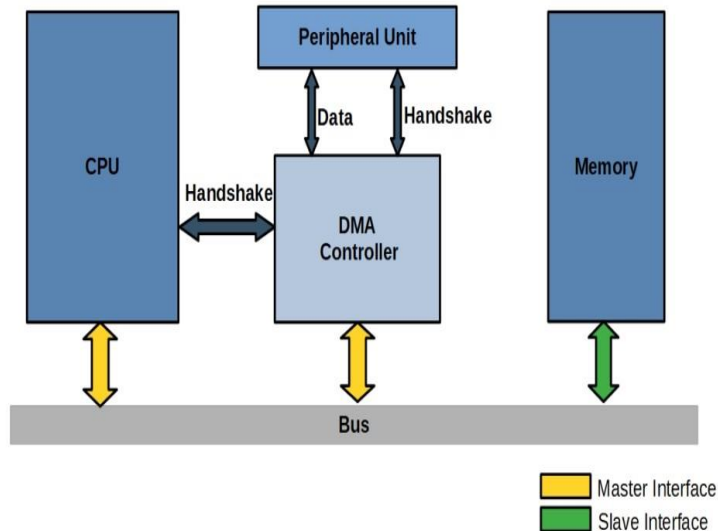 Peripheral Unit
Data
Handshake
CPU
Memory
Handshake
DMA
Controller
Bus
Master Interface
Slave Interface